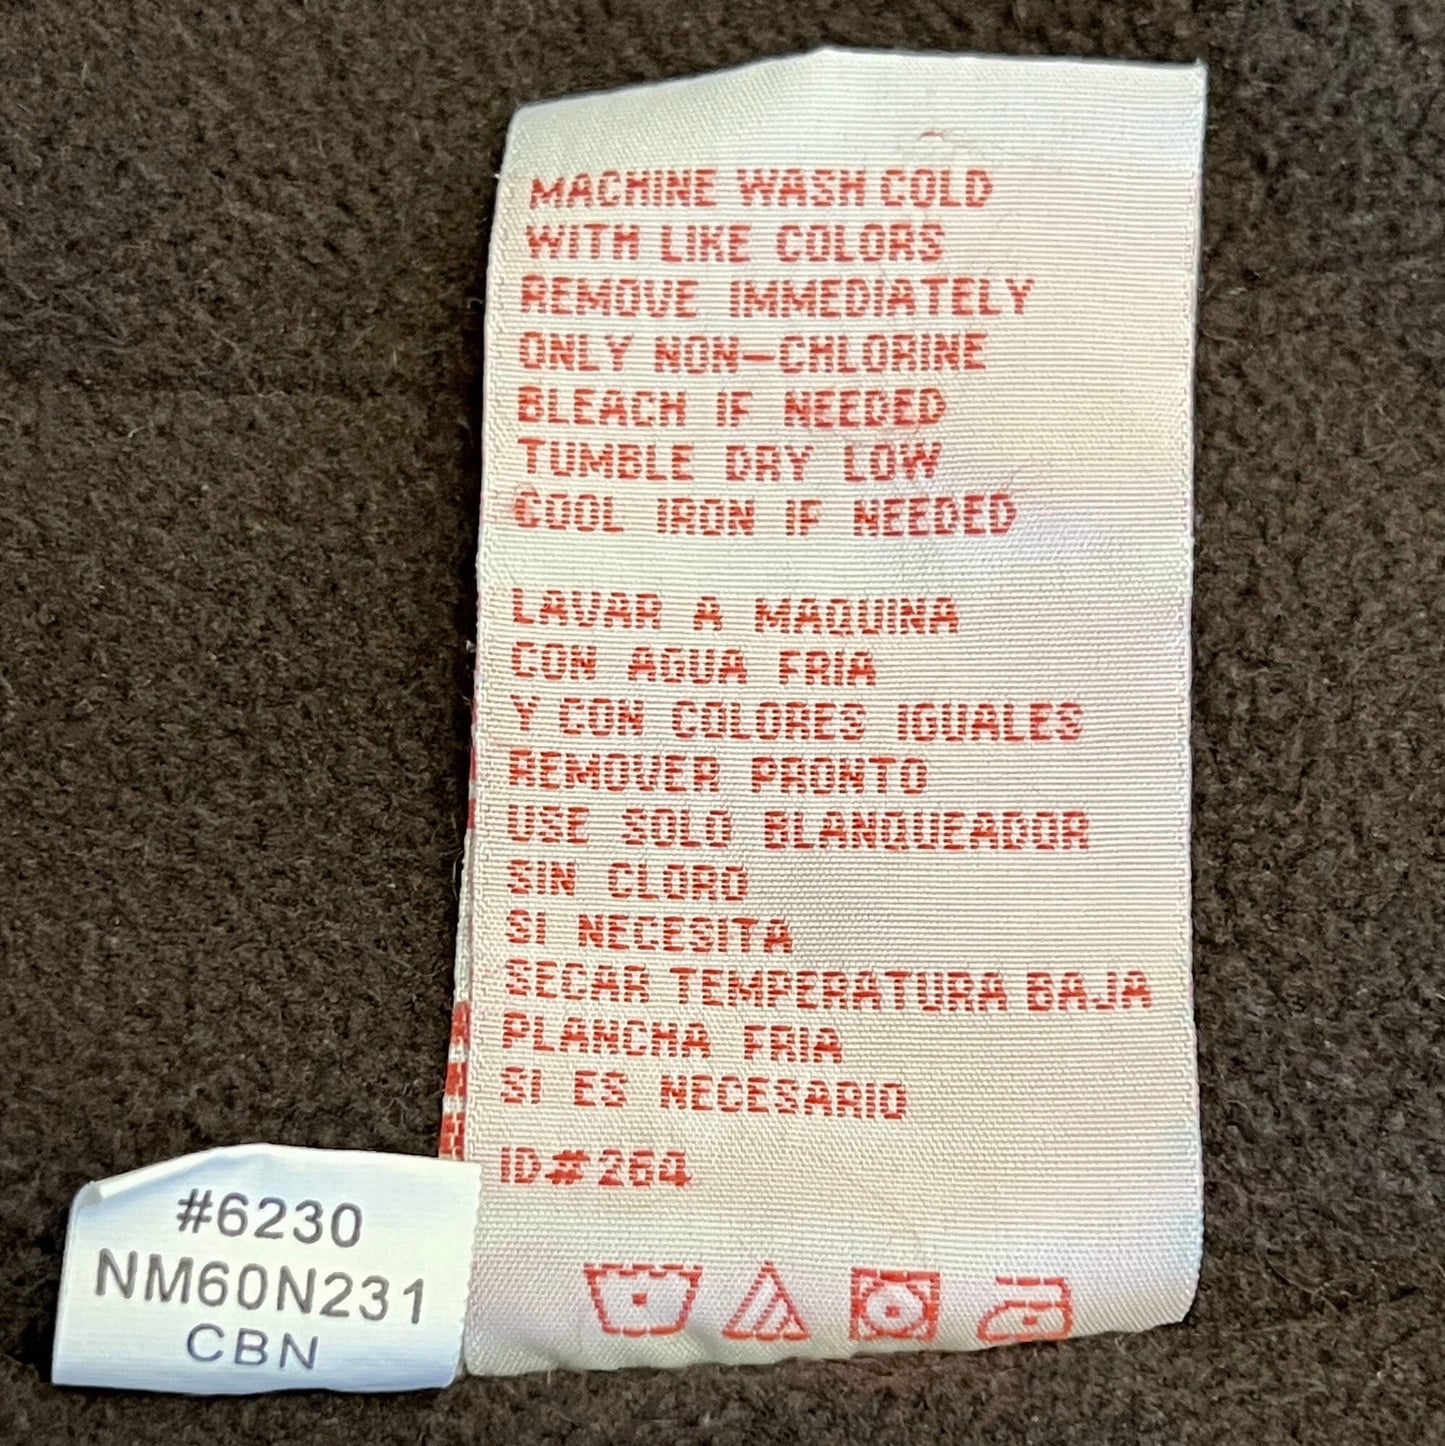 MACHINE WASH COLD
WITH LIKE COLORS
REMOVE IMMEDIATELY
ONLY NON-CHLORINE
BLEACH IF NEEDED
TUMBLE DRY LOW
COOL IRON IF NEEDED
LAVAR A MAQUINA
CON AGUA FRIA
Y CON COLORES IGUALES
REMOVER PRONTO
USE SOLO BLANQUEADOR
SIN CLORO
SI NECESITA
SECAR TEMPERATURA BAJA
PLANCHA FRIA
SI ES NECESARIO
ID#264
#6230
NM60N231
CBN